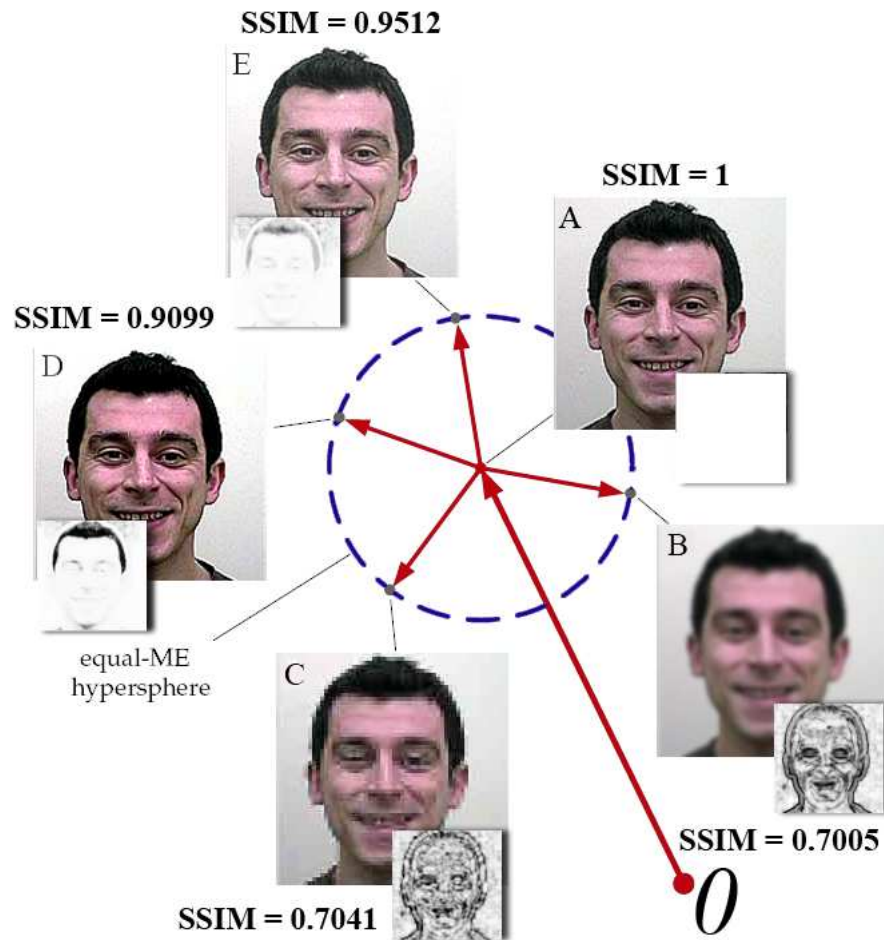 SSIM = 0.9512
E
SSIM = 1
A
SSIM = 0.9099
D
B
equal-ME
hypersphere
C
SSIM = 0.7005
SSIM = 0.7041
0